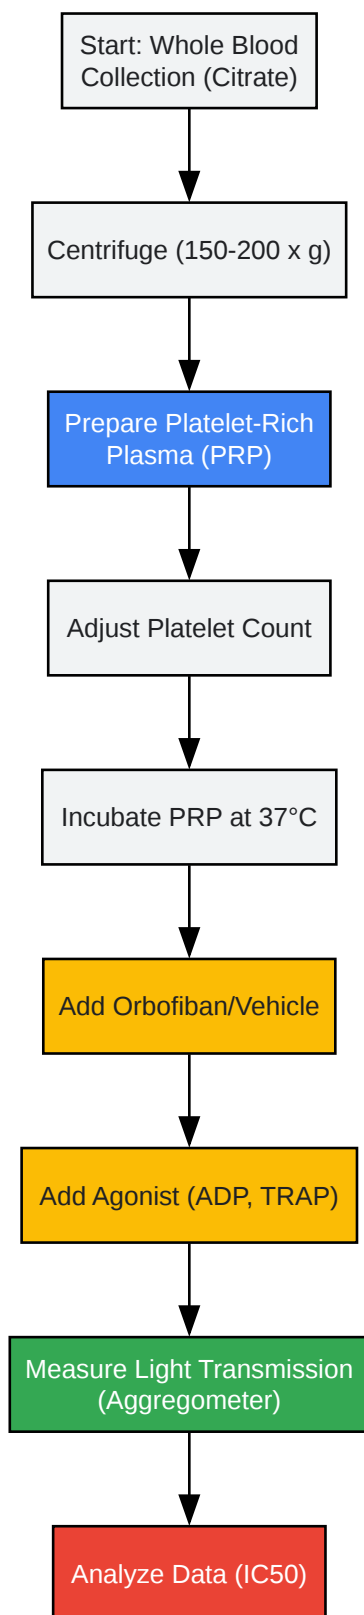 Start: Whole Blood
Collection (Citrate)
Centrifuge (150-200 x g)
Prepare Platelet-Rich
Plasma (PRP)
Adjust Platelet Count
Incubate PRP at 37°C
Add Orbofiban/Vehicle
Add Agonist (ADP, TRAP)
Measure Light Transmission
(Aggregometer)
Analyze Data (IC50)